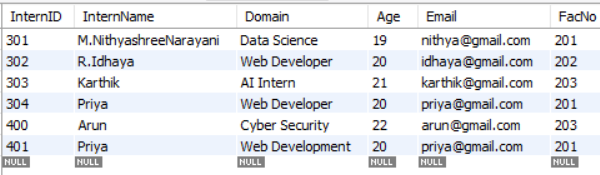 InternID InternName Domain Age Email FacNo
301 M.NithyashreeNarayani Data Science 19 nithya@gmail.com 201
302 R.Idhaya Web Developer 20 idhaya@gmail.com 202
303 Karthik AI Intern 21 karthik@gmail.com 203
304 Priya Web Developer 20 priya@gmail.com 201
400 Arun Cyber Security 22 arun@gmail.com 203
401 Priya Web Development 20 priya@gmail.com 201
NULL NULL NULL NULL NULL NULL